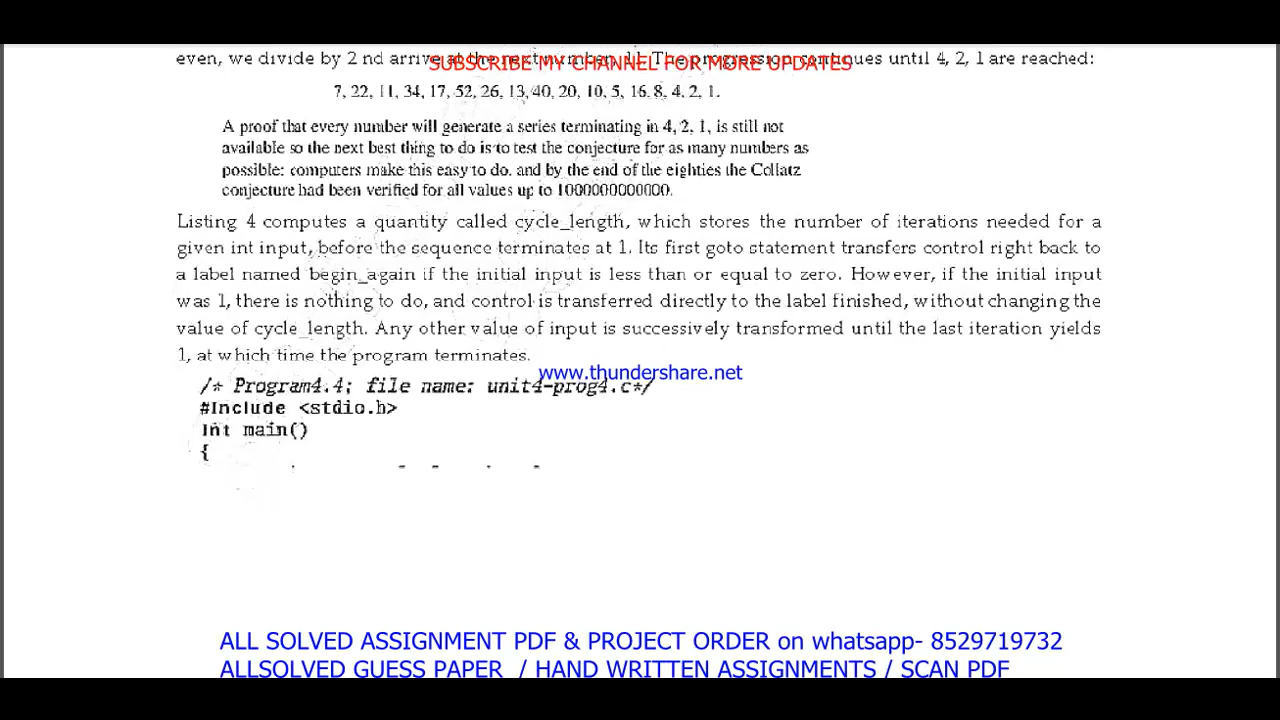 even, we divide by 2 nd arrive at the next number, 11. The progression continues until 4, 2, 1 are reached:
SUBSCRIBE MY CHANNEL FOR MORE UPDATES
7, 22, 11, 34, 17, 52, 26, 13, 40, 20, 10, 5, 16. 8, 4, 2, 1.
A proof that every number will generate a series terminating in 4, 2, 1, is still not
available so the next best thing to do is to test the conjecture for as many numbers as
possible: computers make this easy to do. and by the end of the eighties the Collatz
conjecture had been verified for all values up to 1000000000000.
Listing 4 computes a quantity called cycle_length, which stores the number of iterations needed for a
given int input, before the sequence terminates at 1. Its first goto statement transfers control right back to
a label named begin_again if the initial input is less than or equal to zero. However, if the initial input
was 1, there is nothing to do, and control is transferred directly to the label finished, without changing the
value of cycle_length. Any other value of input is successively transformed until the last iteration yields
1, at which time the program terminates.
www.thundershare.net
/* Program4.4; file name: unit4-prog4.c*/
#Include <stdio.h>
Int main()
{
ALL SOLVED ASSIGNMENT PDF & PROJECT ORDER on whatsapp- 8529719732
ALLSOLVED GUESS PAPER / HAND WRITTEN ASSIGNMENTS / SCAN PDF